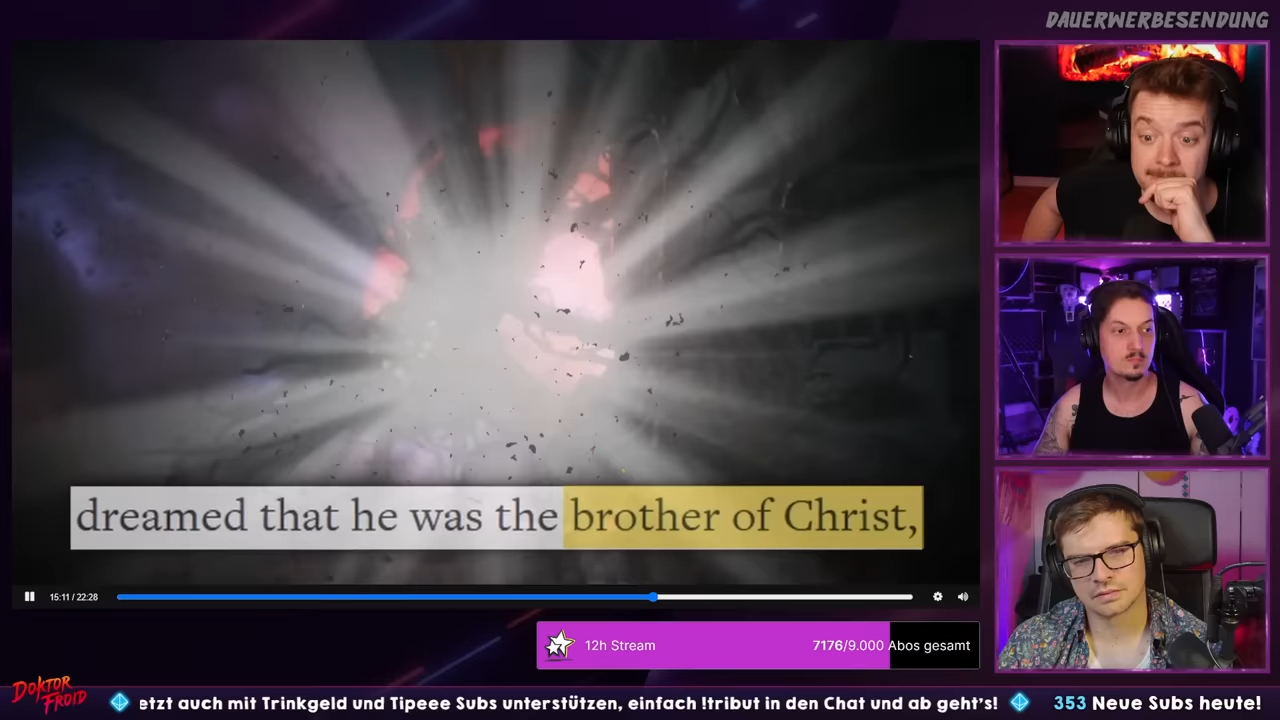 DAUERWERBESENDUNG
dreamed that he was the brother of Christ,
15:11 / 22:28
12h Stream 7176/9.000 Abos gesamt
DOKTOR
FROID
etzt auch mit Trinkgeld und Tipeee Subs unterstützen, einfach !tribut in den Chat und ab geht's! 353 Neue Subs heute!